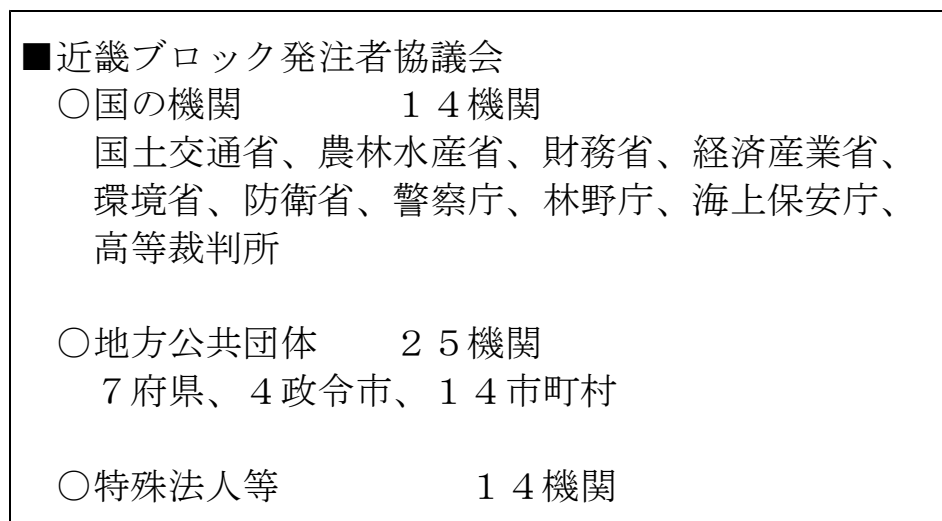 ■近畿ブロック発注者協議会
○国の機関　　　　１４機関
国土交通省、農林水産省、財務省、経済産業省、
環境省、防衛省、警察庁、林野庁、海上保安庁、
高等裁判所
○地方公共団体　　２５機関
７府県、４政令市、１４市町村
○特殊法人等　　　　　１４機関